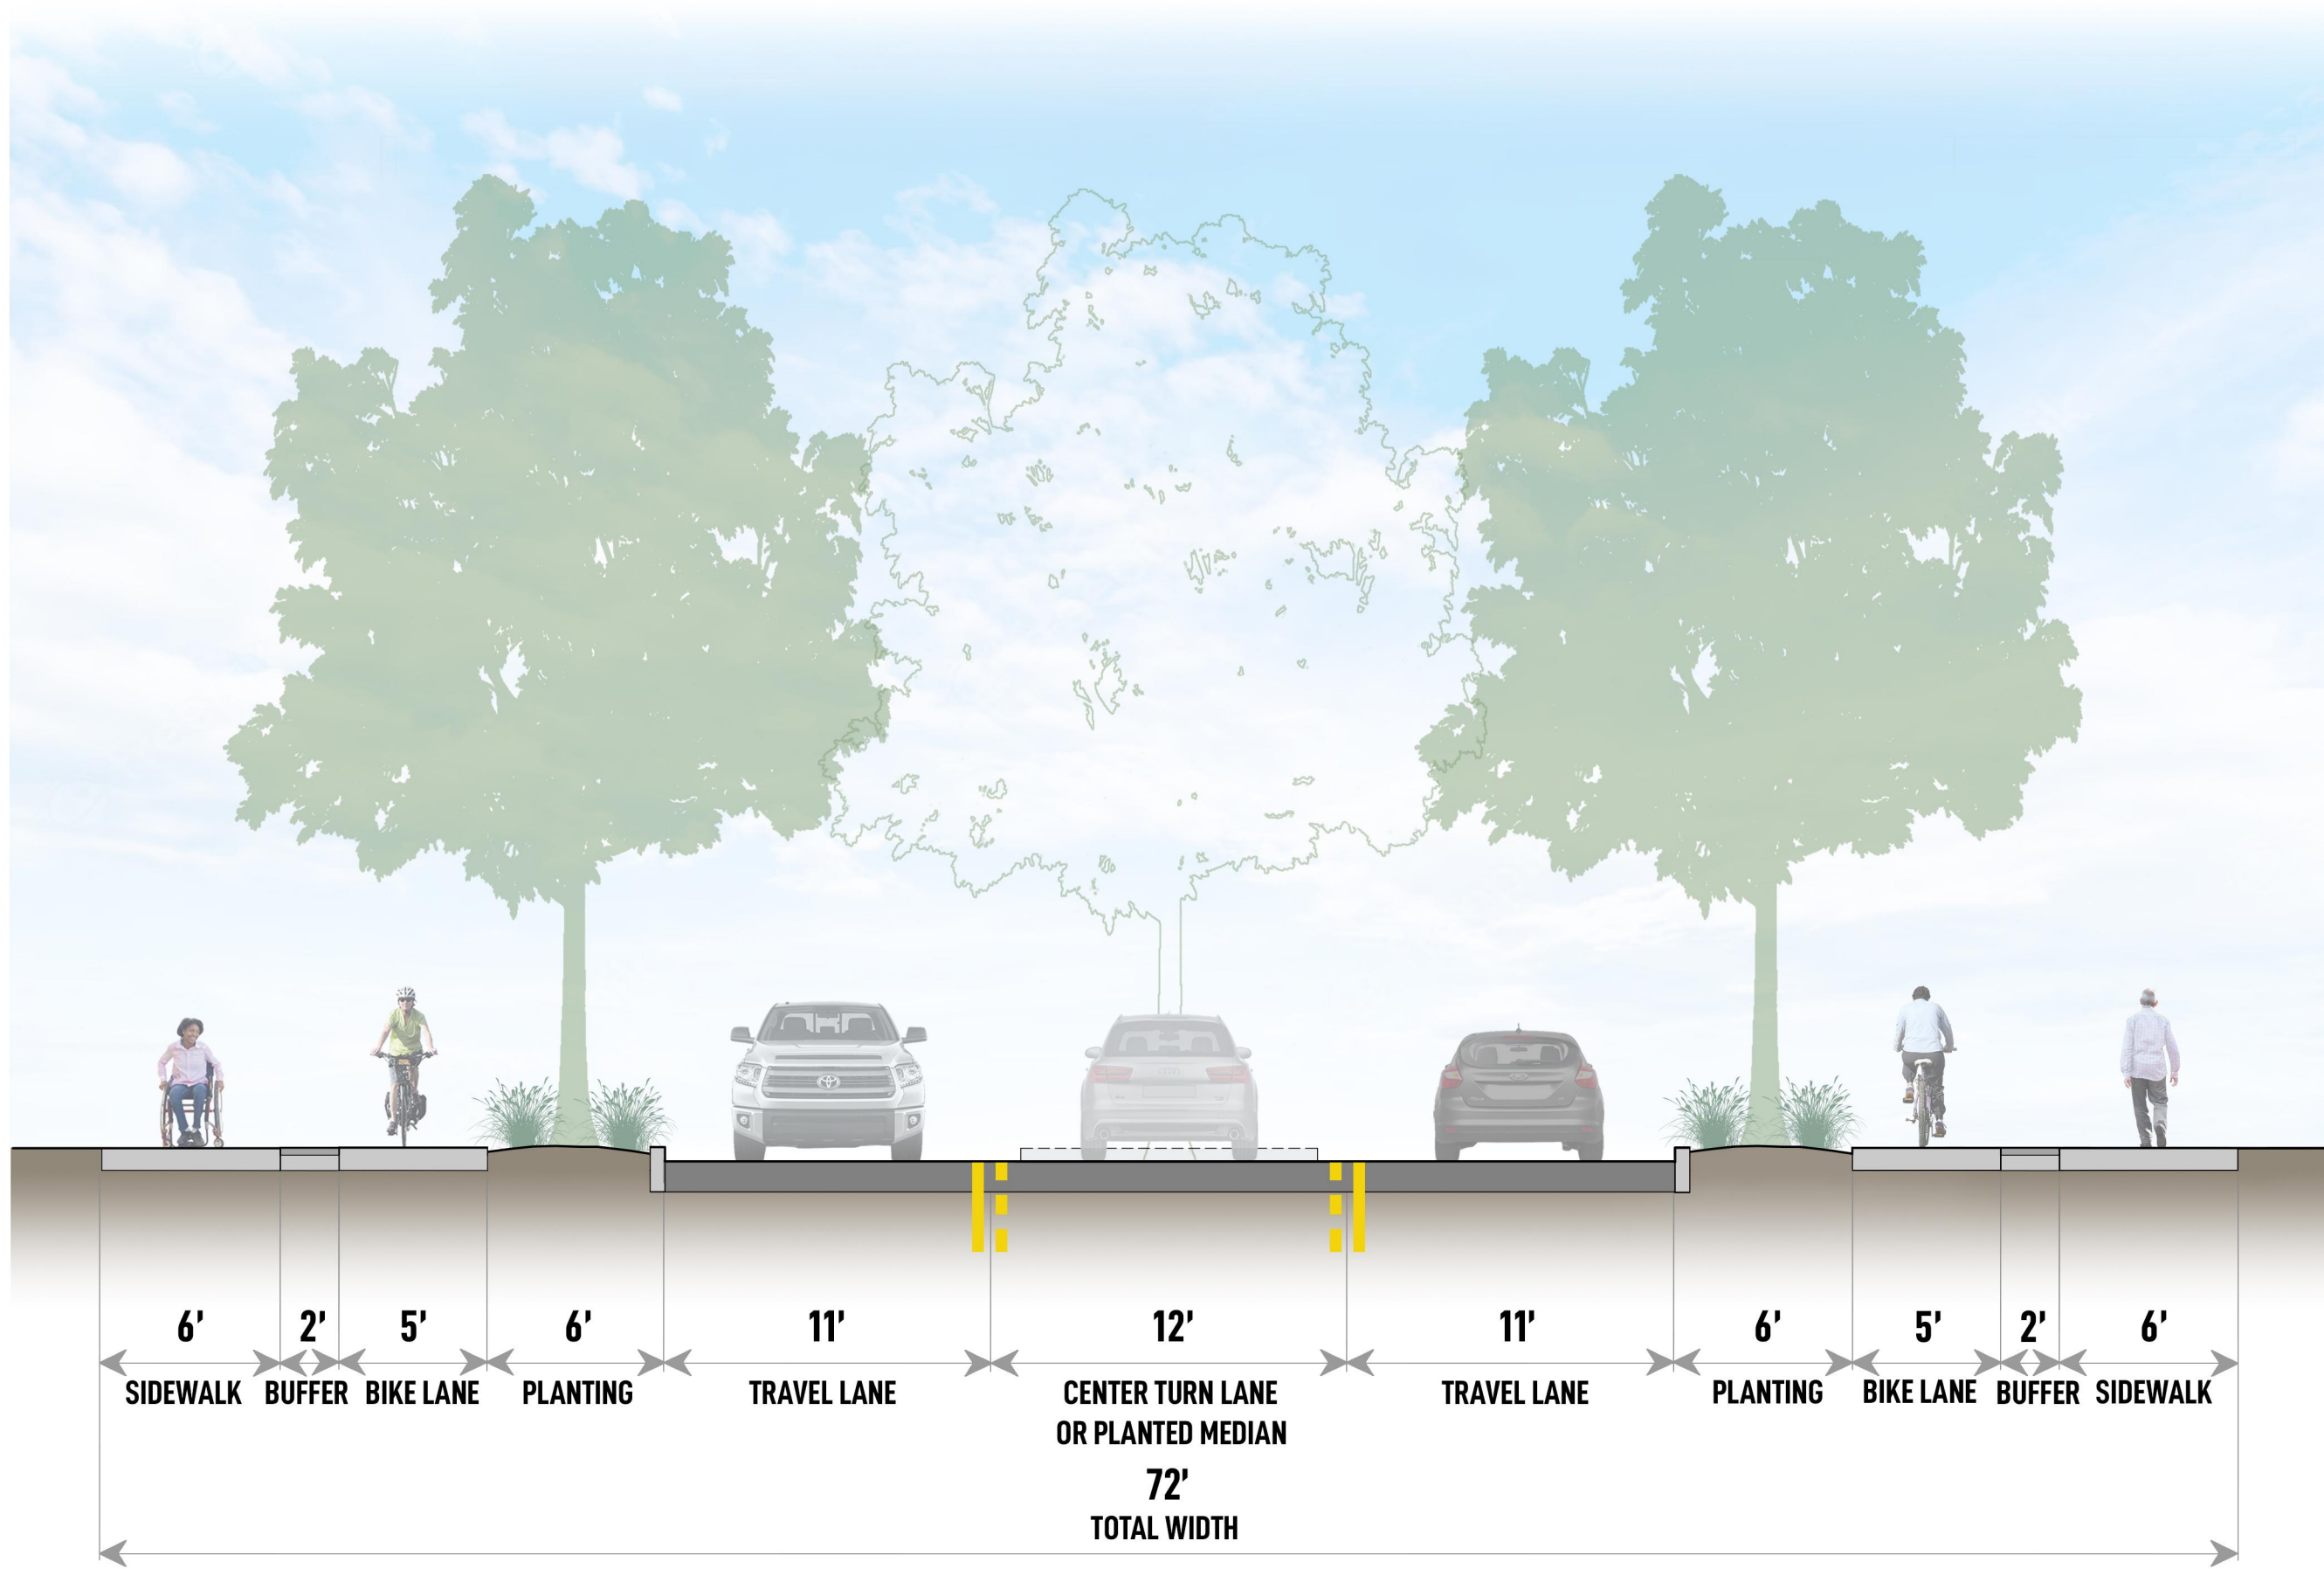 6' 2' 5' 6' 11' 12' 11' 6' 5' 2' 6'
SIDEWALK BUFFER BIKE LANE PLANTING TRAVEL LANE CENTER TURN LANE TRAVEL LANE PLANTING BIKE LANE BUFFER SIDEWALK
OR PLANTED MEDIAN
72'
TOTAL WIDTH